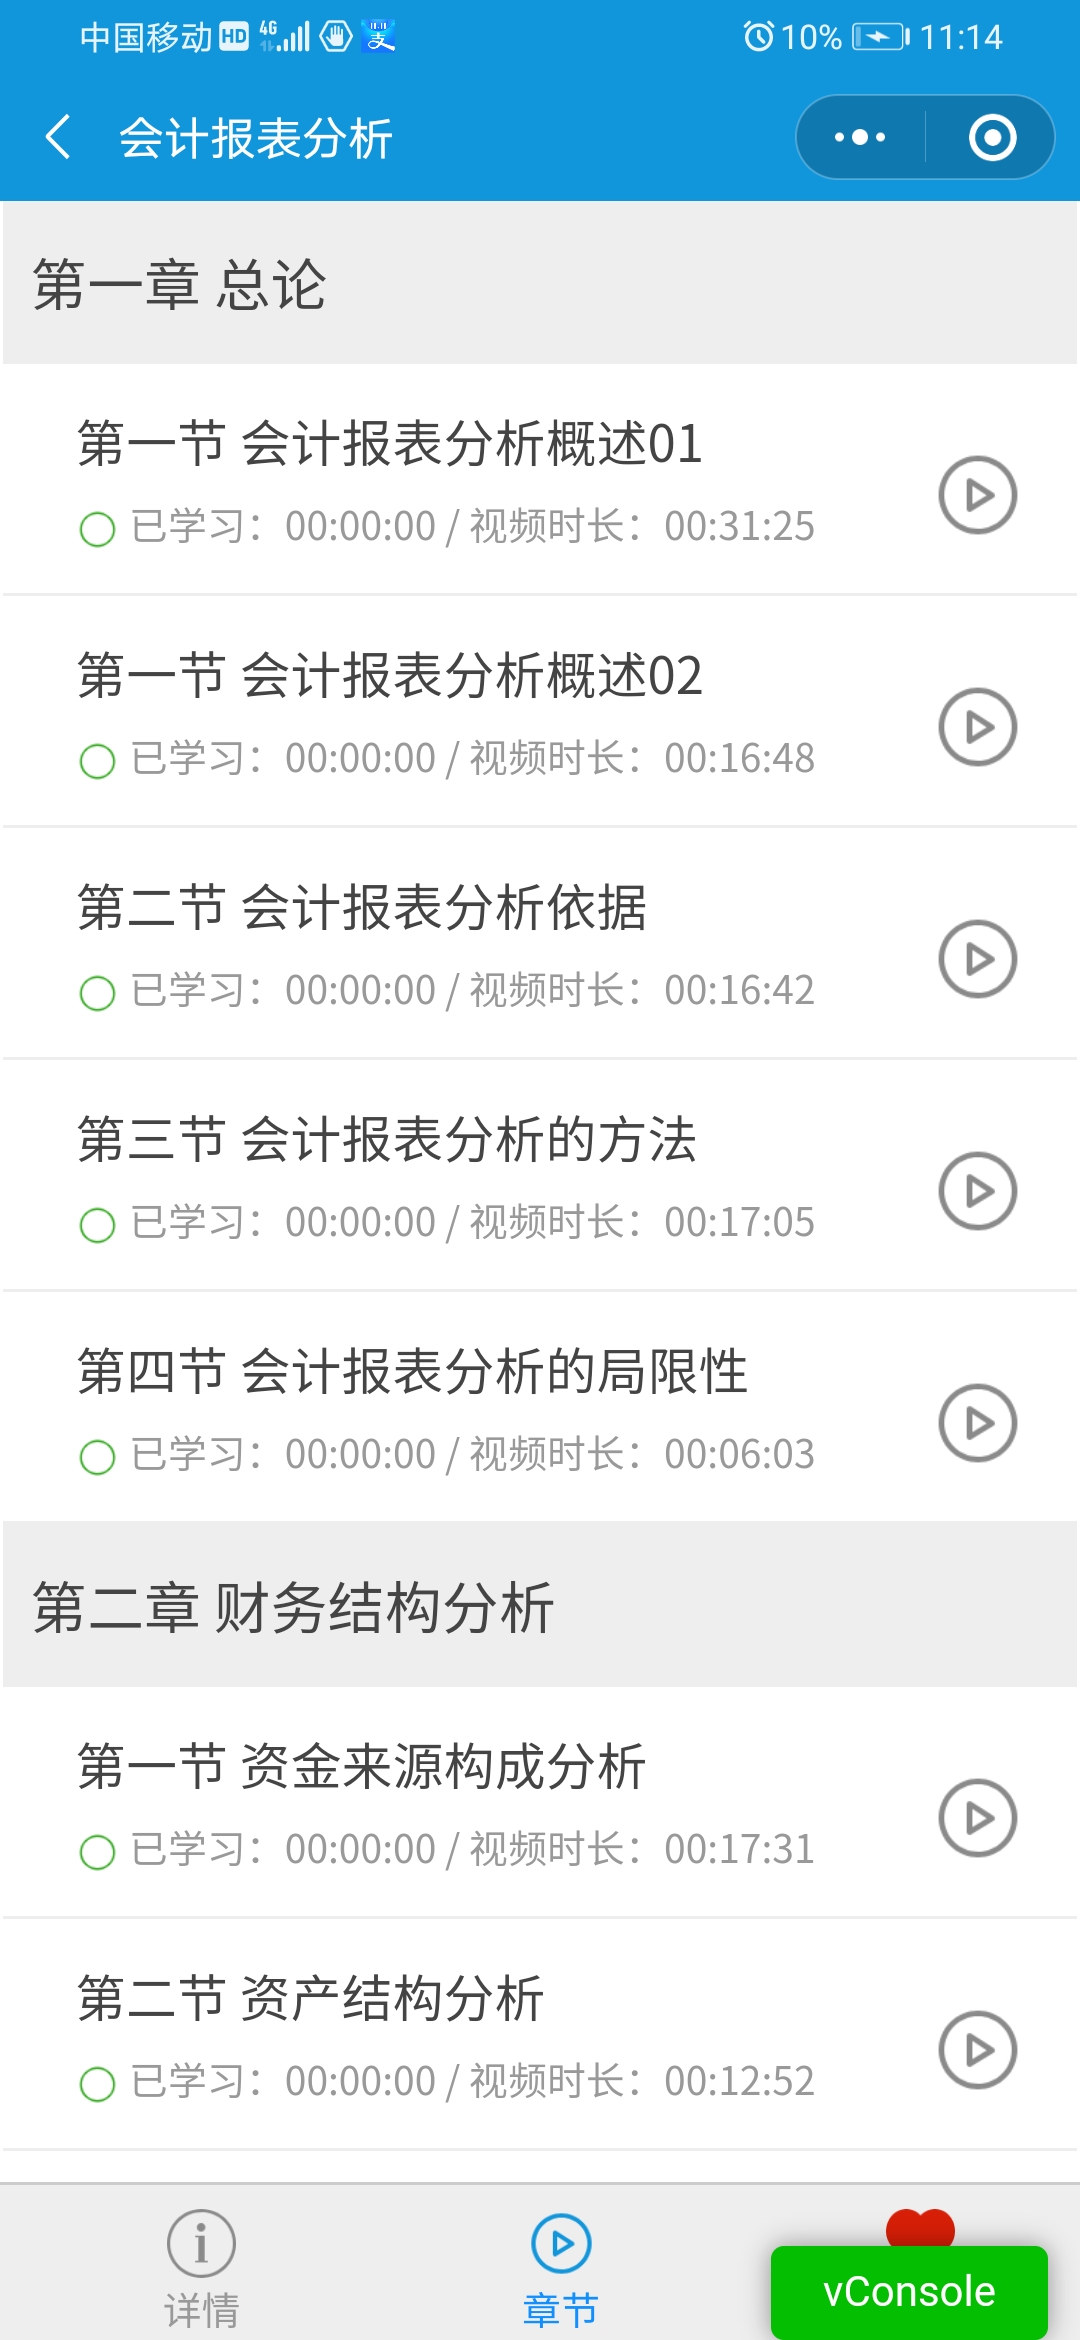 中国移动 HD 4G 支 10% 11:14
会计报表分析
第一章 总论
第一节 会计报表分析概述01
已学习：00:00:00 / 视频时长：00:31:25
第一节 会计报表分析概述02
已学习：00:00:00 / 视频时长：00:16:48
第二节 会计报表分析依据
已学习：00:00:00 / 视频时长：00:16:42
第三节 会计报表分析的方法
已学习：00:00:00 / 视频时长：00:17:05
第四节 会计报表分析的局限性
已学习：00:00:00 / 视频时长：00:06:03
第二章 财务结构分析
第一节 资金来源构成分析
已学习：00:00:00 / 视频时长：00:17:31
第二节 资产结构分析
已学习：00:00:00 / 视频时长：00:12:52
详情 章节 vConsole